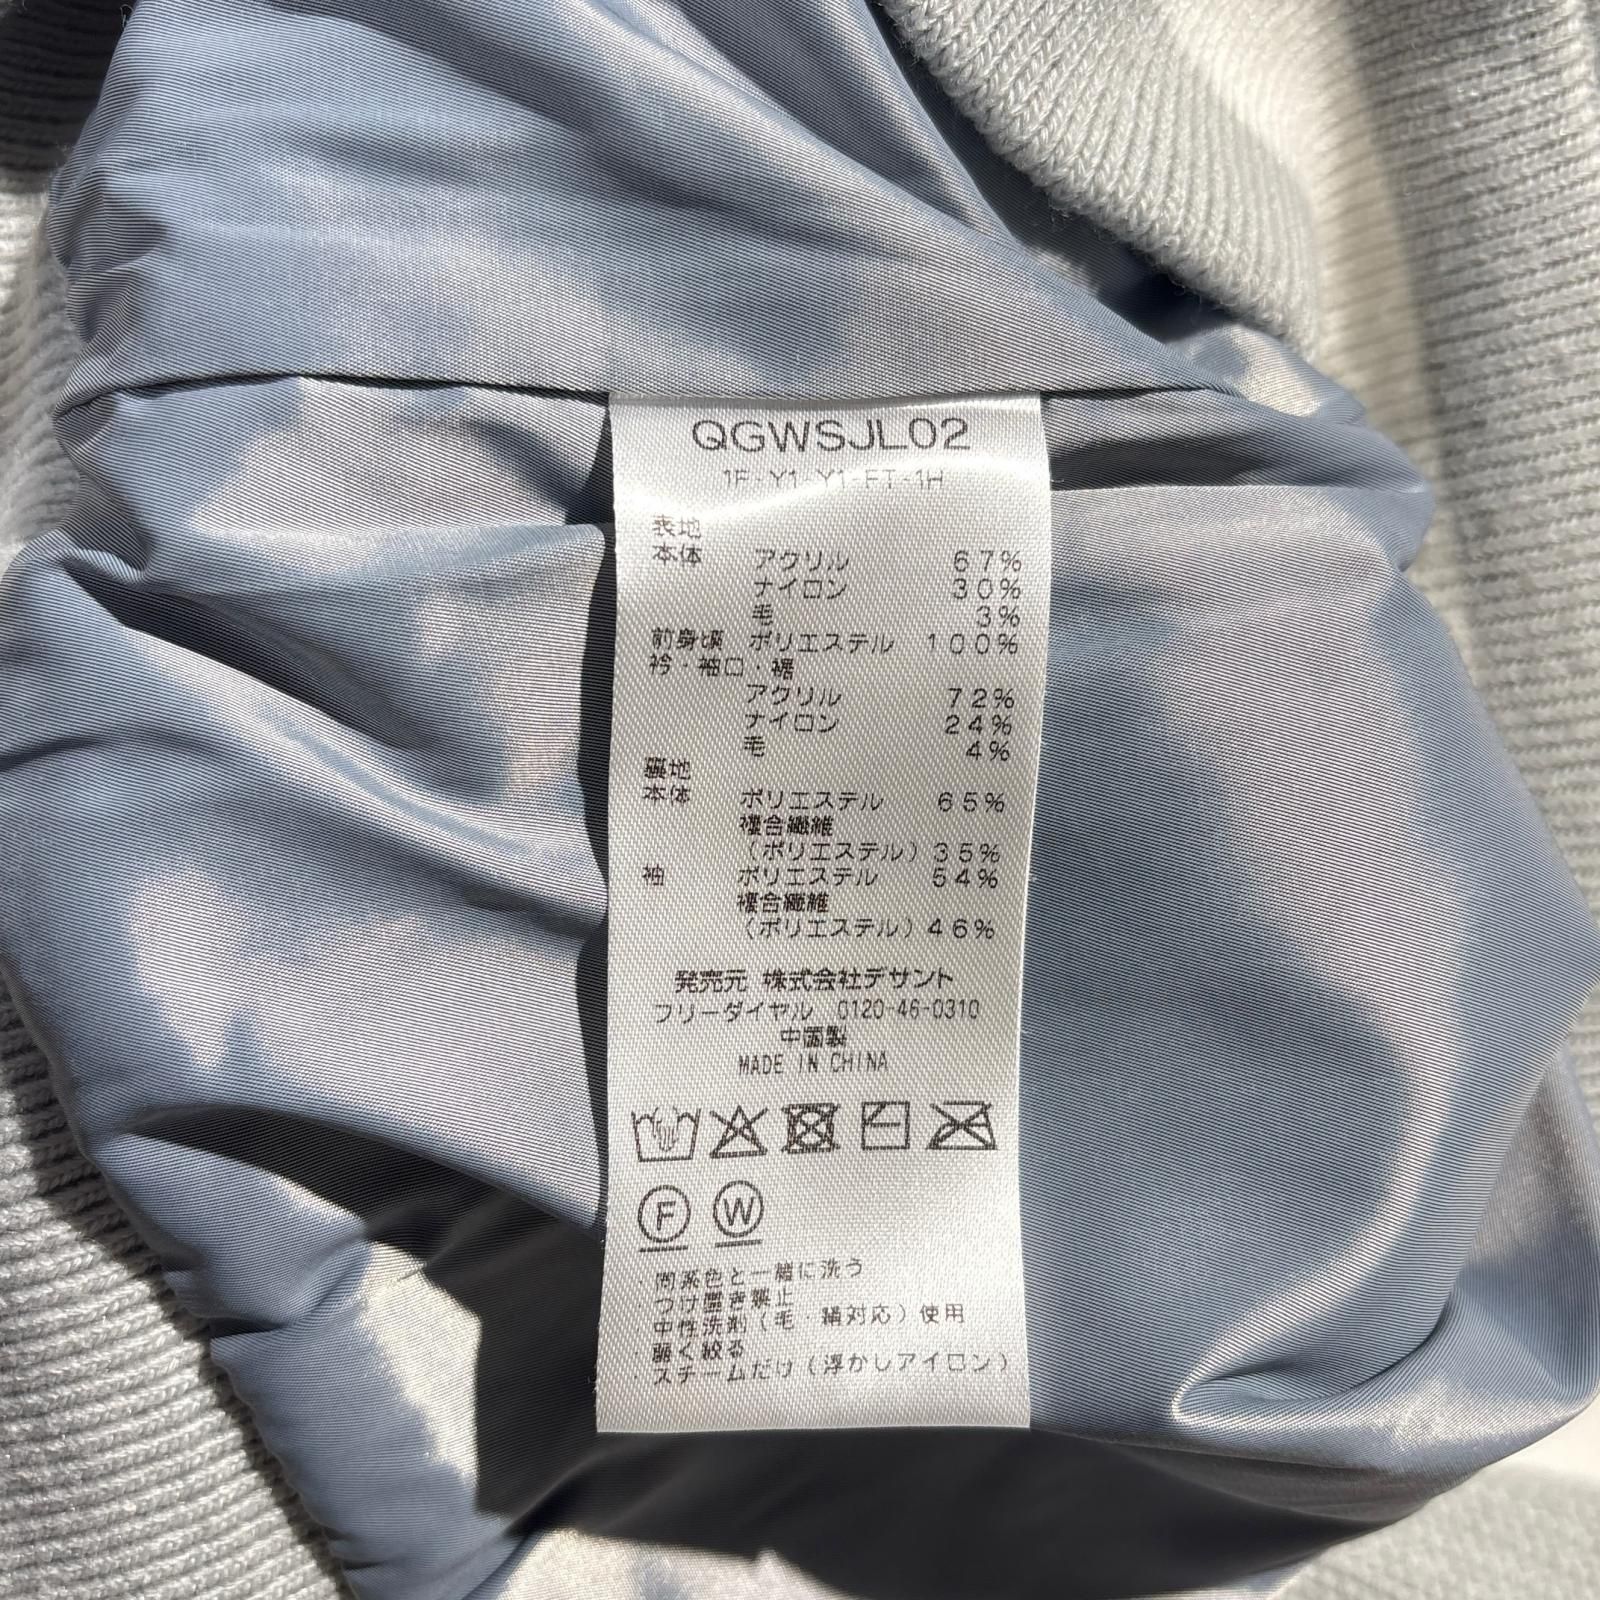 QGWSJL02
1F-Y1-Y1-FT-1H
表地
本体 アクリル 67%
ナイロン 30%
毛 3%
前身頃 ポリエステル 100%
衿・袖口・裾
アクリル 72%
ナイロン 24%
毛 4%
裏地
本体 ポリエステル 65%
複合繊維
(ポリエステル) 35%
袖 ポリエステル 54%
複合繊維
(ポリエステル) 46%
発売元 株式会社デサント
フリーダイヤル 0120-46-0310
中国製
MADE IN CHINA
F W
・同系色と一緒に洗う
・つけ置き禁止
中性洗剤(毛・絹対応)使用
・弱く絞る
・スチームだけ(浮かしアイロン)